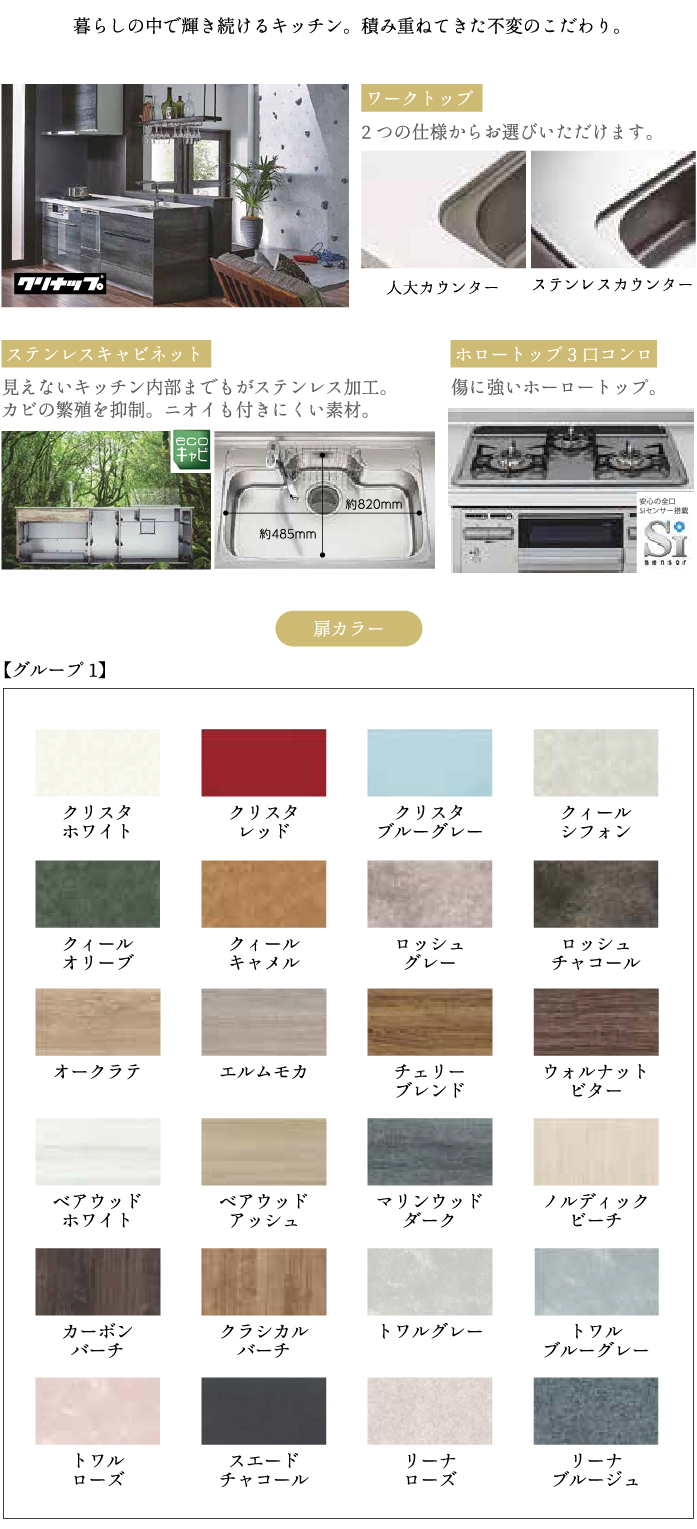 暮らしの中で輝き続けるキッチン。積み重ねてきた不変のこだわり。
クリナップ
ワークトップ
2つの仕様からお選びいただけます。
人大カウンター
ステンレスカウンター
ステンレスキャビネット
見えないキッチン内部までもがステンレス加工。
カビの繁殖を抑制。ニオイも付きにくい素材。
eco
キャビ
約820mm
約485mm
ホロートップ3口コンロ
傷に強いホーロートップ。
安心の全口
Siセンサー搭載
Si
sensor
扉カラー
【グループ1】
クリスタ
ホワイト
クリスタ
レッド
クリスタ
ブルーグレー
クィール
シフォン
クィール
オリーブ
クィール
キャメル
ロッシュ
グレー
ロッシュ
チャコール
オークラテ
エルムモカ
チェリー
ブレンド
ウォルナット
ビター
ペアウッド
ホワイト
ペアウッド
アッシュ
マリンウッド
ダーク
ノルディック
ビーチ
カーボン
バーチ
クラシカル
バーチ
トワルグレー
トワル
ブルーグレー
トワル
ローズ
スエード
チャコール
リーナ
ローズ
リーナ
ブルージュ